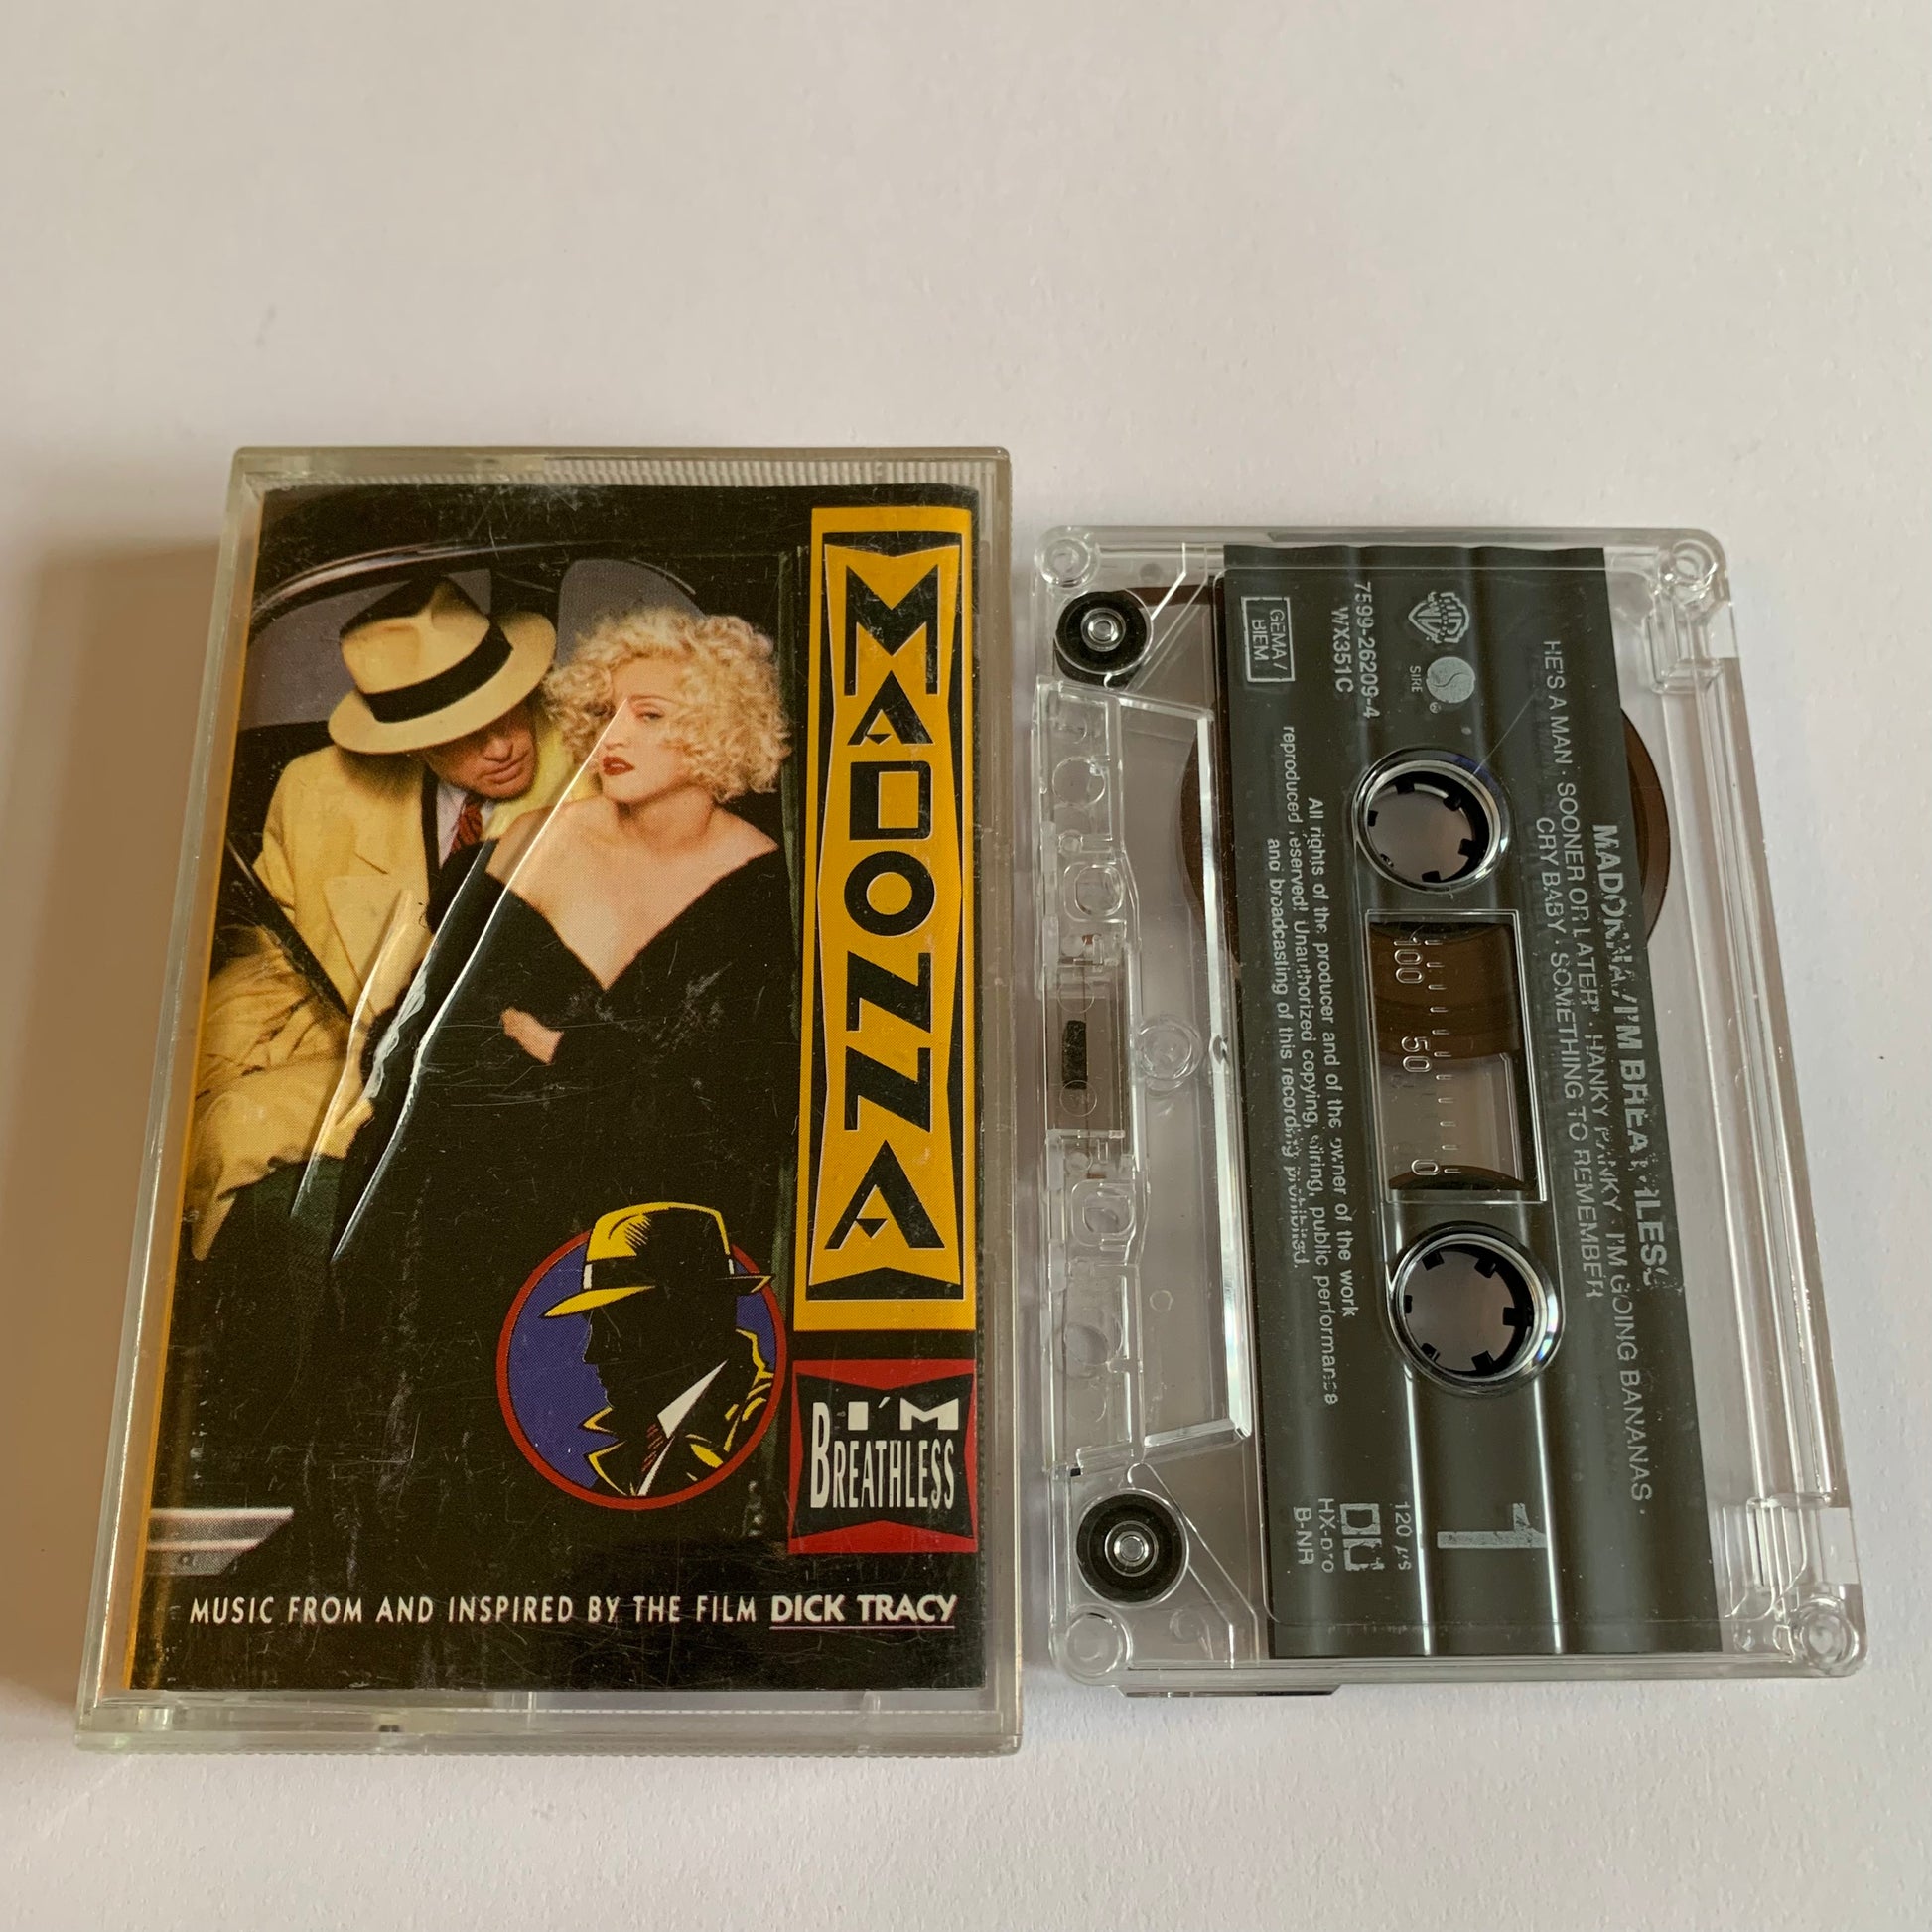 MADONNA
I'M
BREATHLESS
MUSIC FROM AND INSPIRED BY THE FILM DICK TRACY
MADONNA / I'M BREATHLESS
HE'S A MAN · SOONER OR LATER* · HANKY PANKY · I'M GOING BANANAS ·
CRY BABY · SOMETHING TO REMEMBER
SIRE
7599-26209-4
WX351C
GEMA/
BIEM
1
100 50 0
120 µs
HX-PRO
B-NR
All rights of the producer and of the owner of the work
reproduced reserved! Unauthorized copying, hiring, public performance
and broadcasting of this recording prohibited.